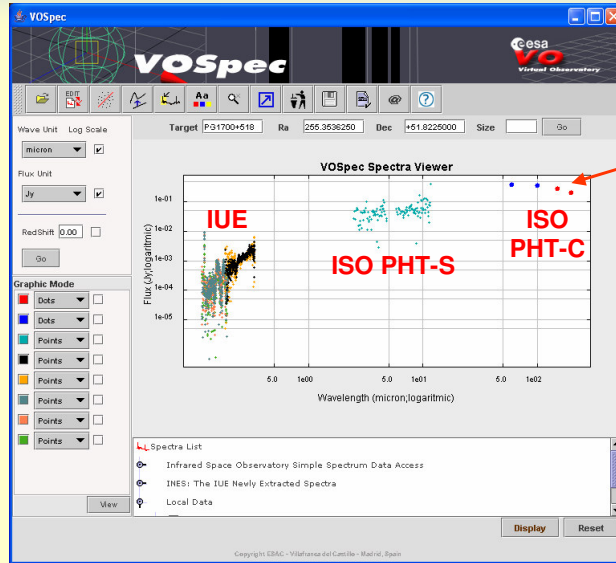 VOSpec
VOSpec
eesa
VO
Virtual Observatory
EDIT
Aa
@
?
Target PG1700+518 Ra 255.3536250 Dec +51.8225000 Size Go
Wave Unit Log Scale
micron
Flux Unit
Jy
RedShift 0.00
Go
Graphic Mode
Dots
Dots
Points
Points
Points
Points
Points
Points
View
VOSpec Spectra Viewer
Flux (Jy;logaritmic)
1e-01
1e-02
1e-03
1e-04
1e-05
IUE
ISO PHT-S
ISO
PHT-C
5.0 1e00 5.0 1e01 5.0 1e02
Wavelength (micron;logaritmic)
Spectra List
Infrared Space Observatory Simple Spectrum Data Access
INES: The IUE Newly Extracted Spectra
Local Data
Display Reset
Copyright ESAC - Villafranca del Castillo - Madrid, Spain